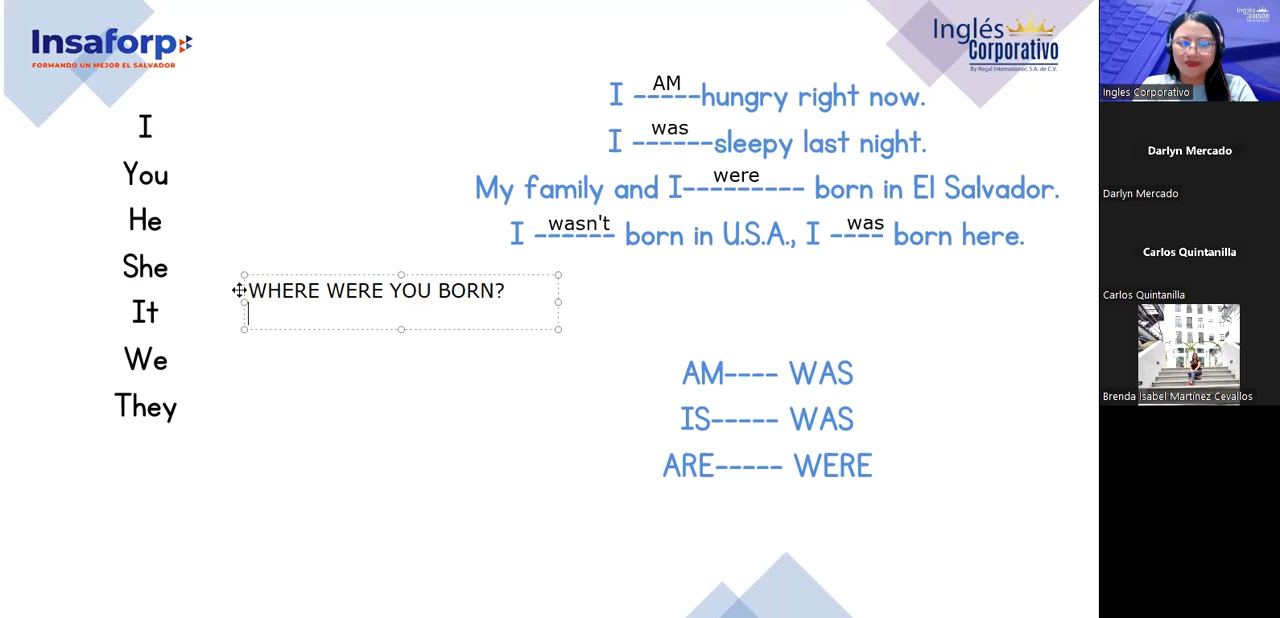 Insaforp
FORMANDO UN MEJOR EL SALVADOR
Inglés
Corporativo
By Regal International, S.A. de C.V.
I
You
He
She
It
We
They
AM
I -----hungry right now.
was
I ------sleepy last night.
were
My family and I--------- born in El Salvador.
wasn't was
I ------ born in U.S.A., I ---- born here.
WHERE WERE YOU BORN?
AM---- WAS
IS----- WAS
ARE----- WERE
Inglés
Ingles Corporativo
Darlyn Mercado
Darlyn Mercado
Carlos Quintanilla
Carlos Quintanilla
Brenda Isabel Martínez Cevallos